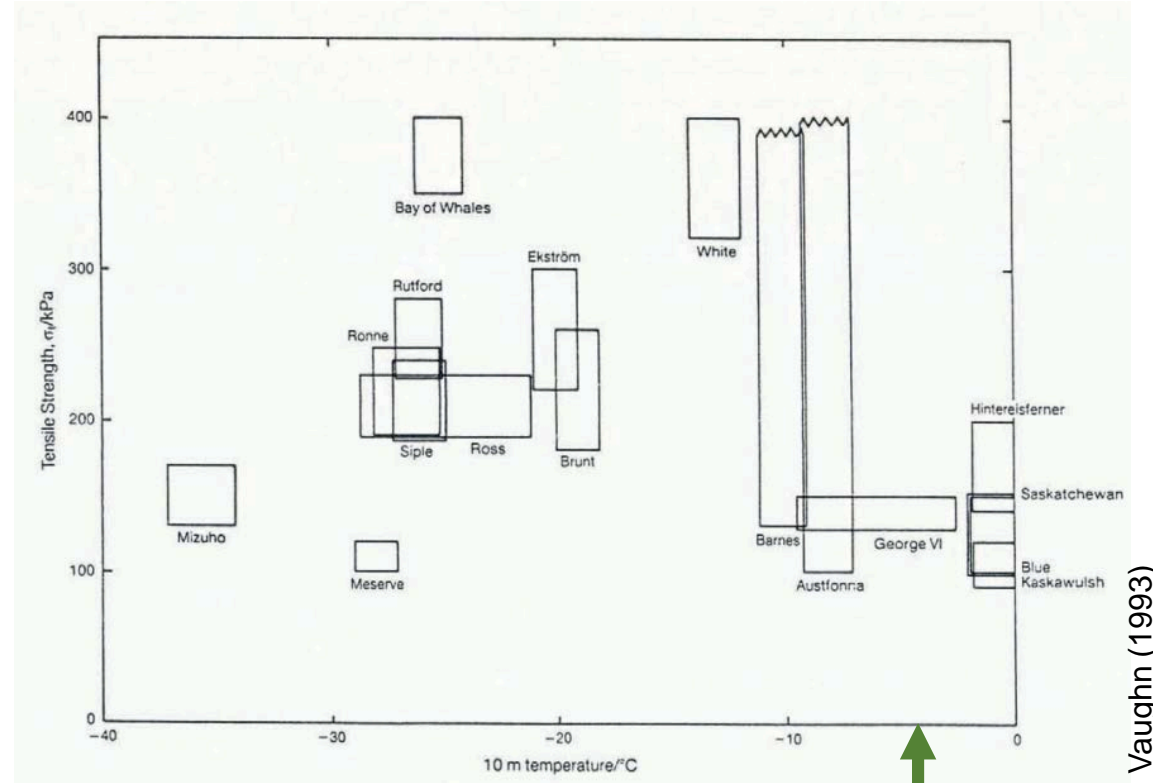 400
Bay of Whales
White
Ekström
300
Rutford
Ronne
Tensile Strength, σₜ/kPa
Hintereisferner
200
Siple
Ross
Brunt
Saskatchewan
Mizuho
Barnes
George VI
100
Meserve
Austfonna
Blue
Kaskawulsh
0
−40
−30
−20
−10
0
10 m temperature/°C
Vaughn (1993)